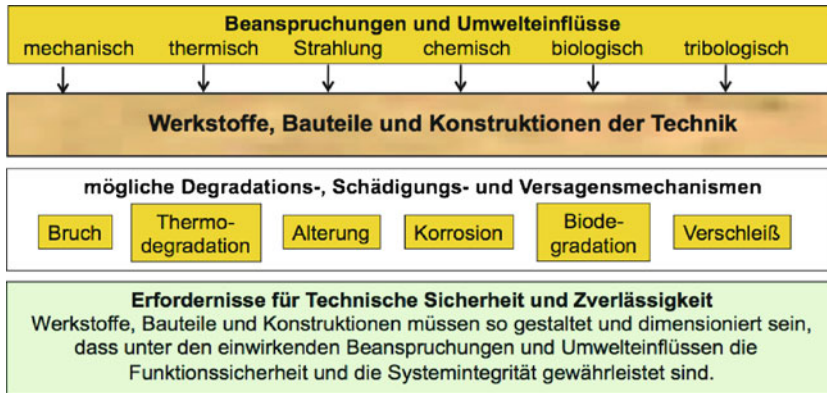 Beanspruchungen und Umwelteinflüsse
mechanisch thermisch Strahlung chemisch biologisch tribologisch
Werkstoffe, Bauteile und Konstruktionen der Technik
mögliche Degradations-, Schädigungs- und Versagensmechanismen
Bruch
Thermo-
degradation
Alterung
Korrosion
Biode-
gradation
Verschleiß
Erfordernisse für Technische Sicherheit und Zverlässigkeit
Werkstoffe, Bauteile und Konstruktionen müssen so gestaltet und dimensioniert sein,
dass unter den einwirkenden Beanspruchungen und Umwelteinflüssen die
Funktionssicherheit und die Systemintegrität gewährleistet sind.